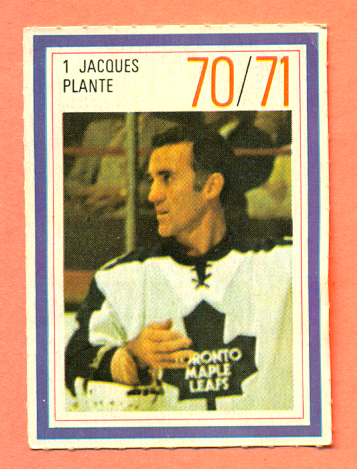 1 JACQUES
PLANTE
70/71
TORONTO
MAPLE
LEAFS